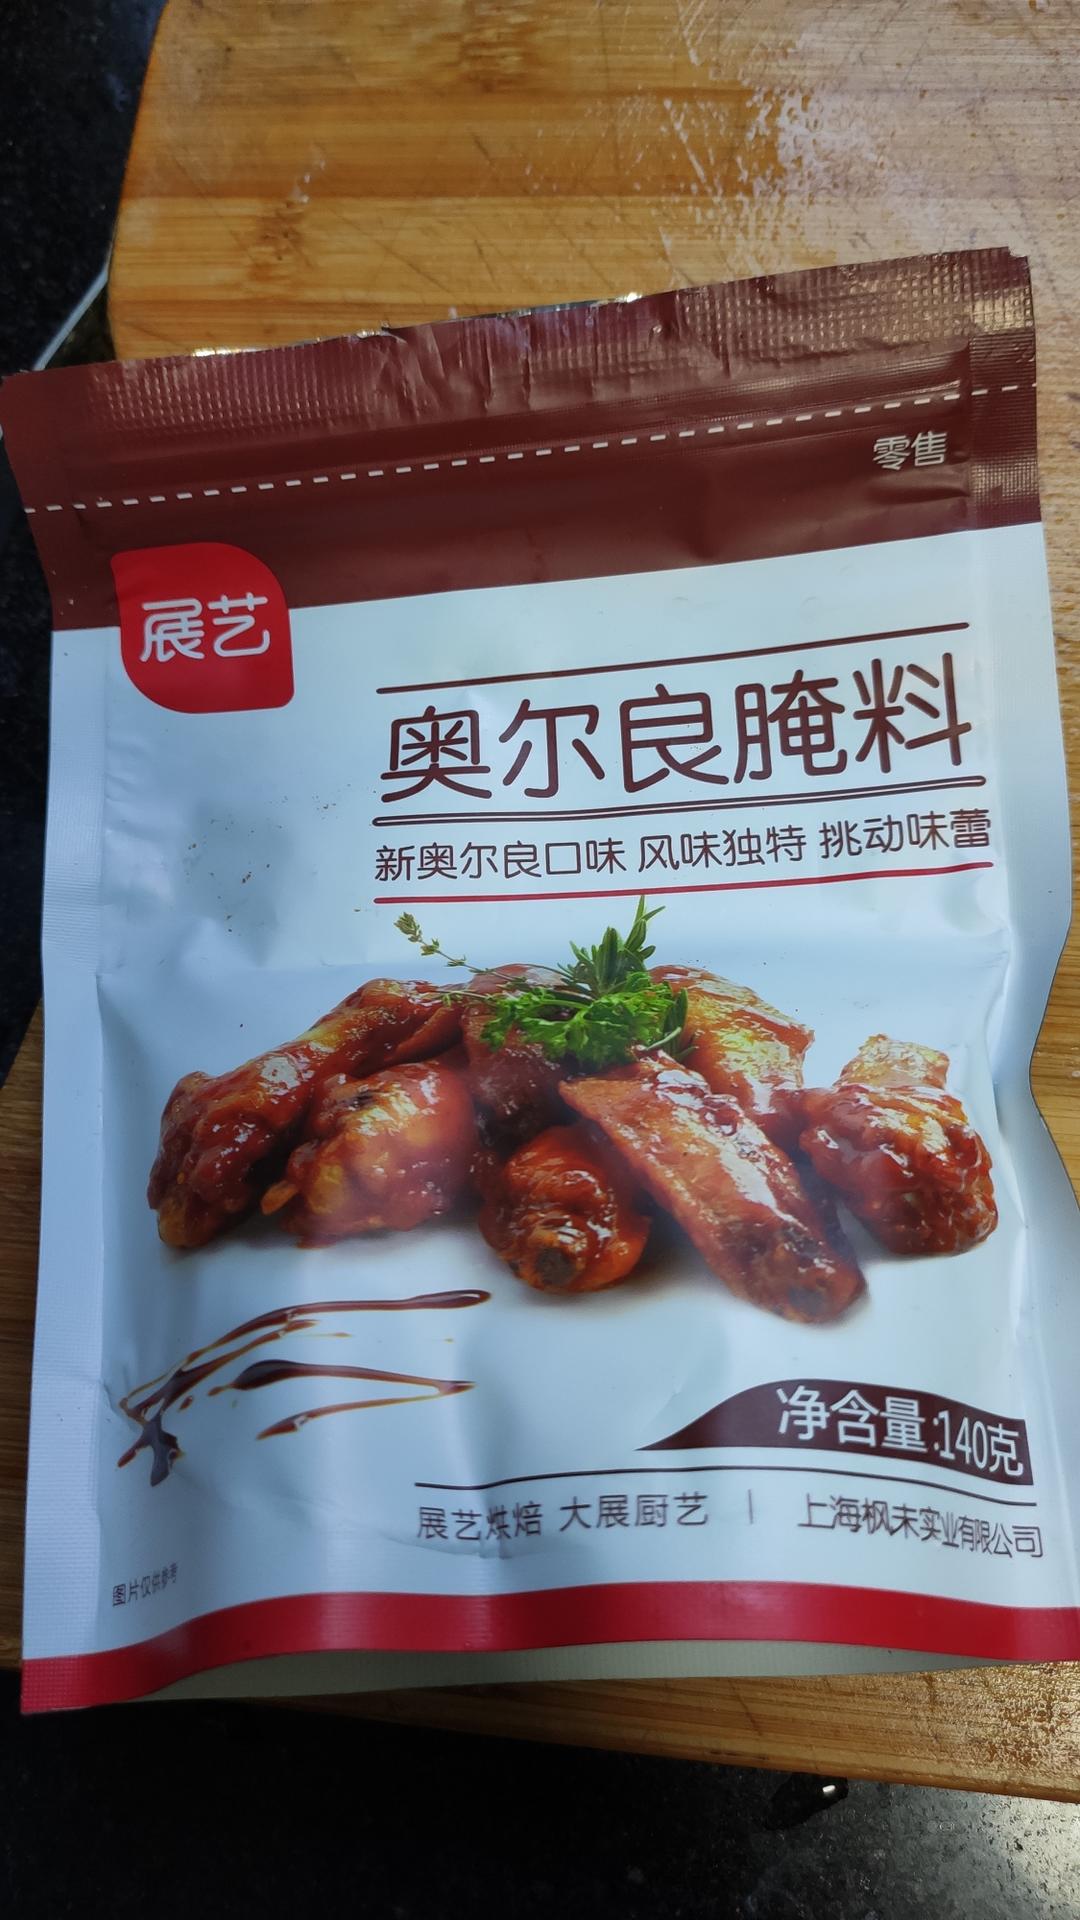 零售
展艺
奥尔良腌料
新奥尔良口味 风味独特 挑动味蕾
净含量:140克
展艺烘焙 大展厨艺 | 上海枫未实业有限公司
图片仅供参考